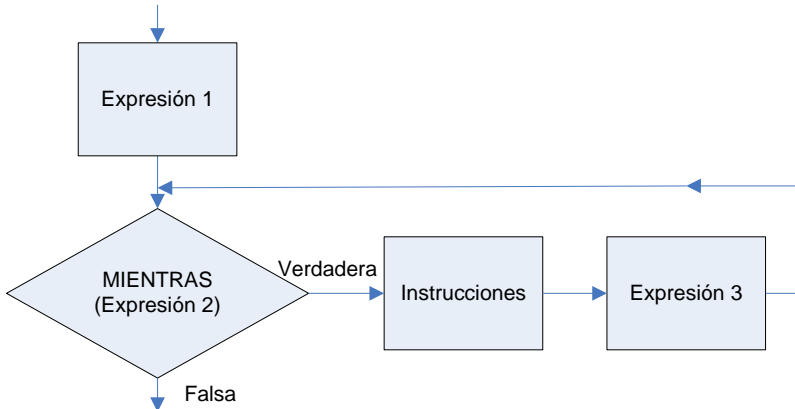 Expresión 1
MIENTRAS
(Expresión 2)
Verdadera
Instrucciones
Expresión 3
Falsa